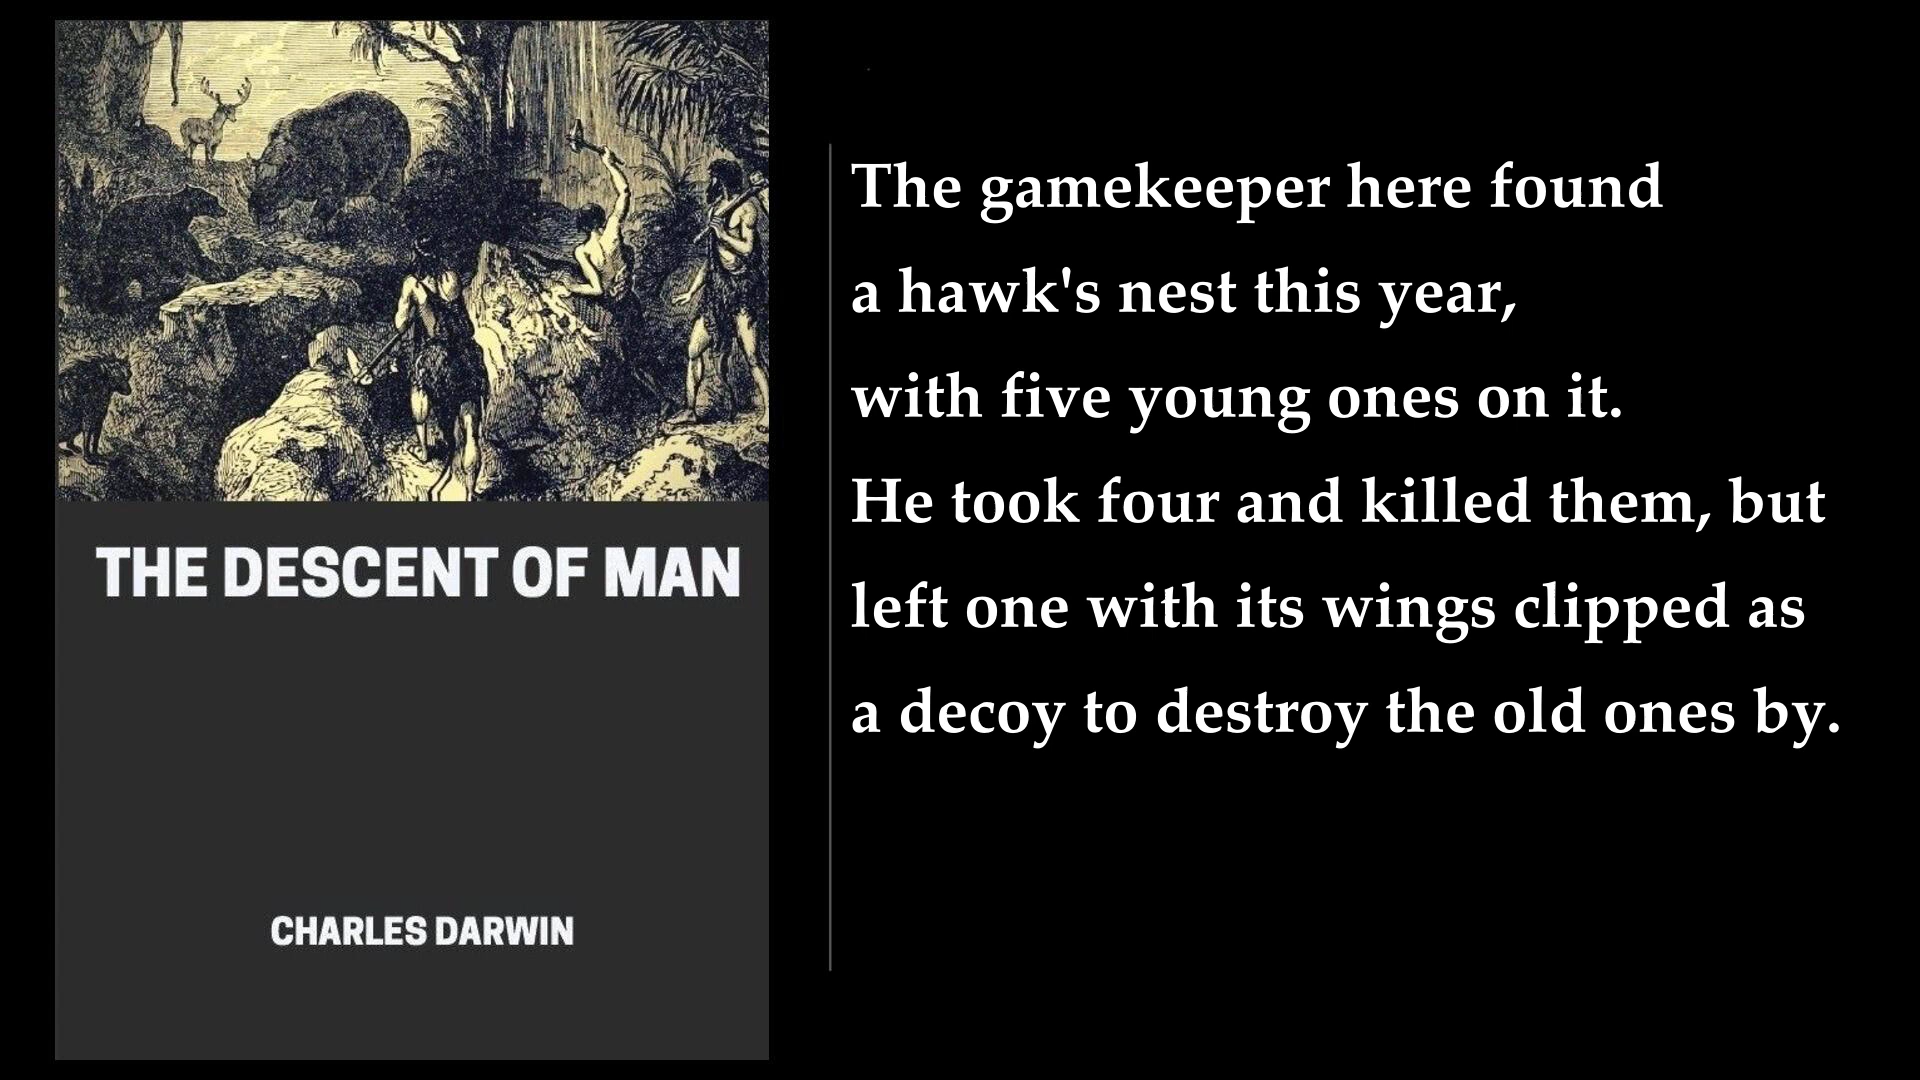 THE DESCENT OF MAN
CHARLES DARWIN
The gamekeeper here found
a hawk's nest this year,
with five young ones on it.
He took four and killed them, but
left one with its wings clipped as
a decoy to destroy the old ones by.